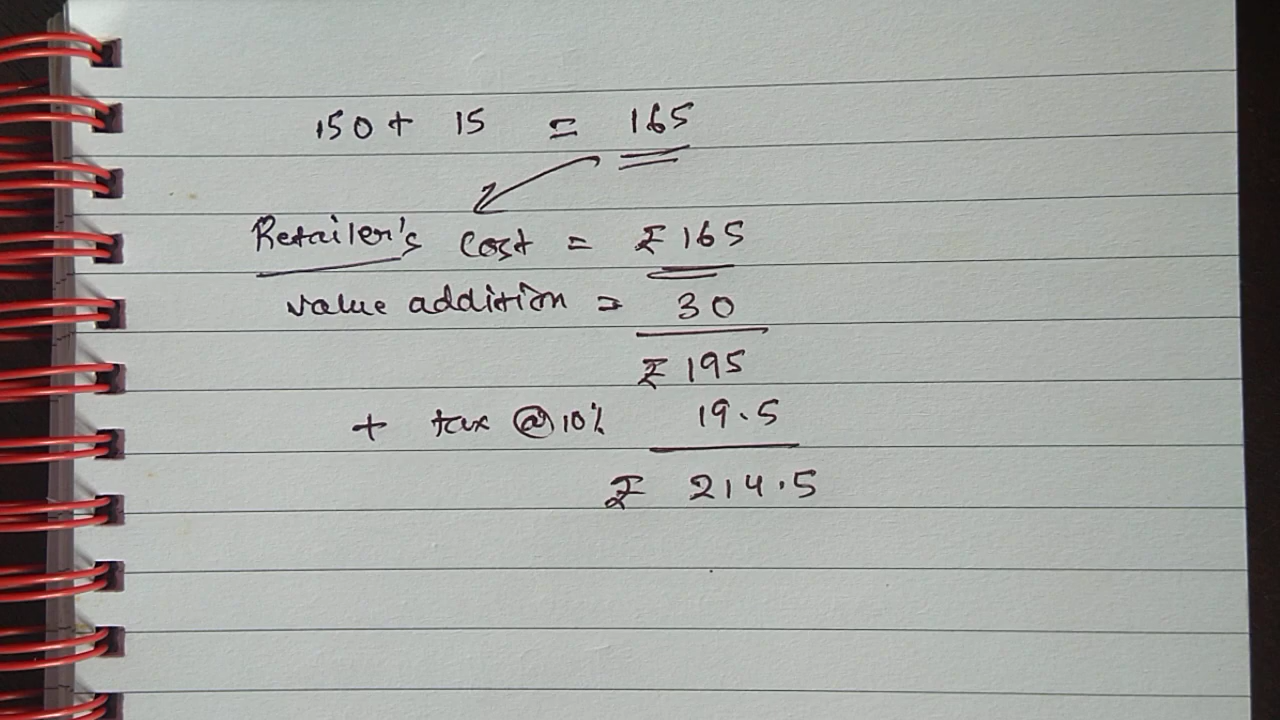 150 + 15 = 165
Retailer's cost = ₹ 165
value addition = 30
₹ 195
+ tax @ 10% 19.5
₹ 214.5